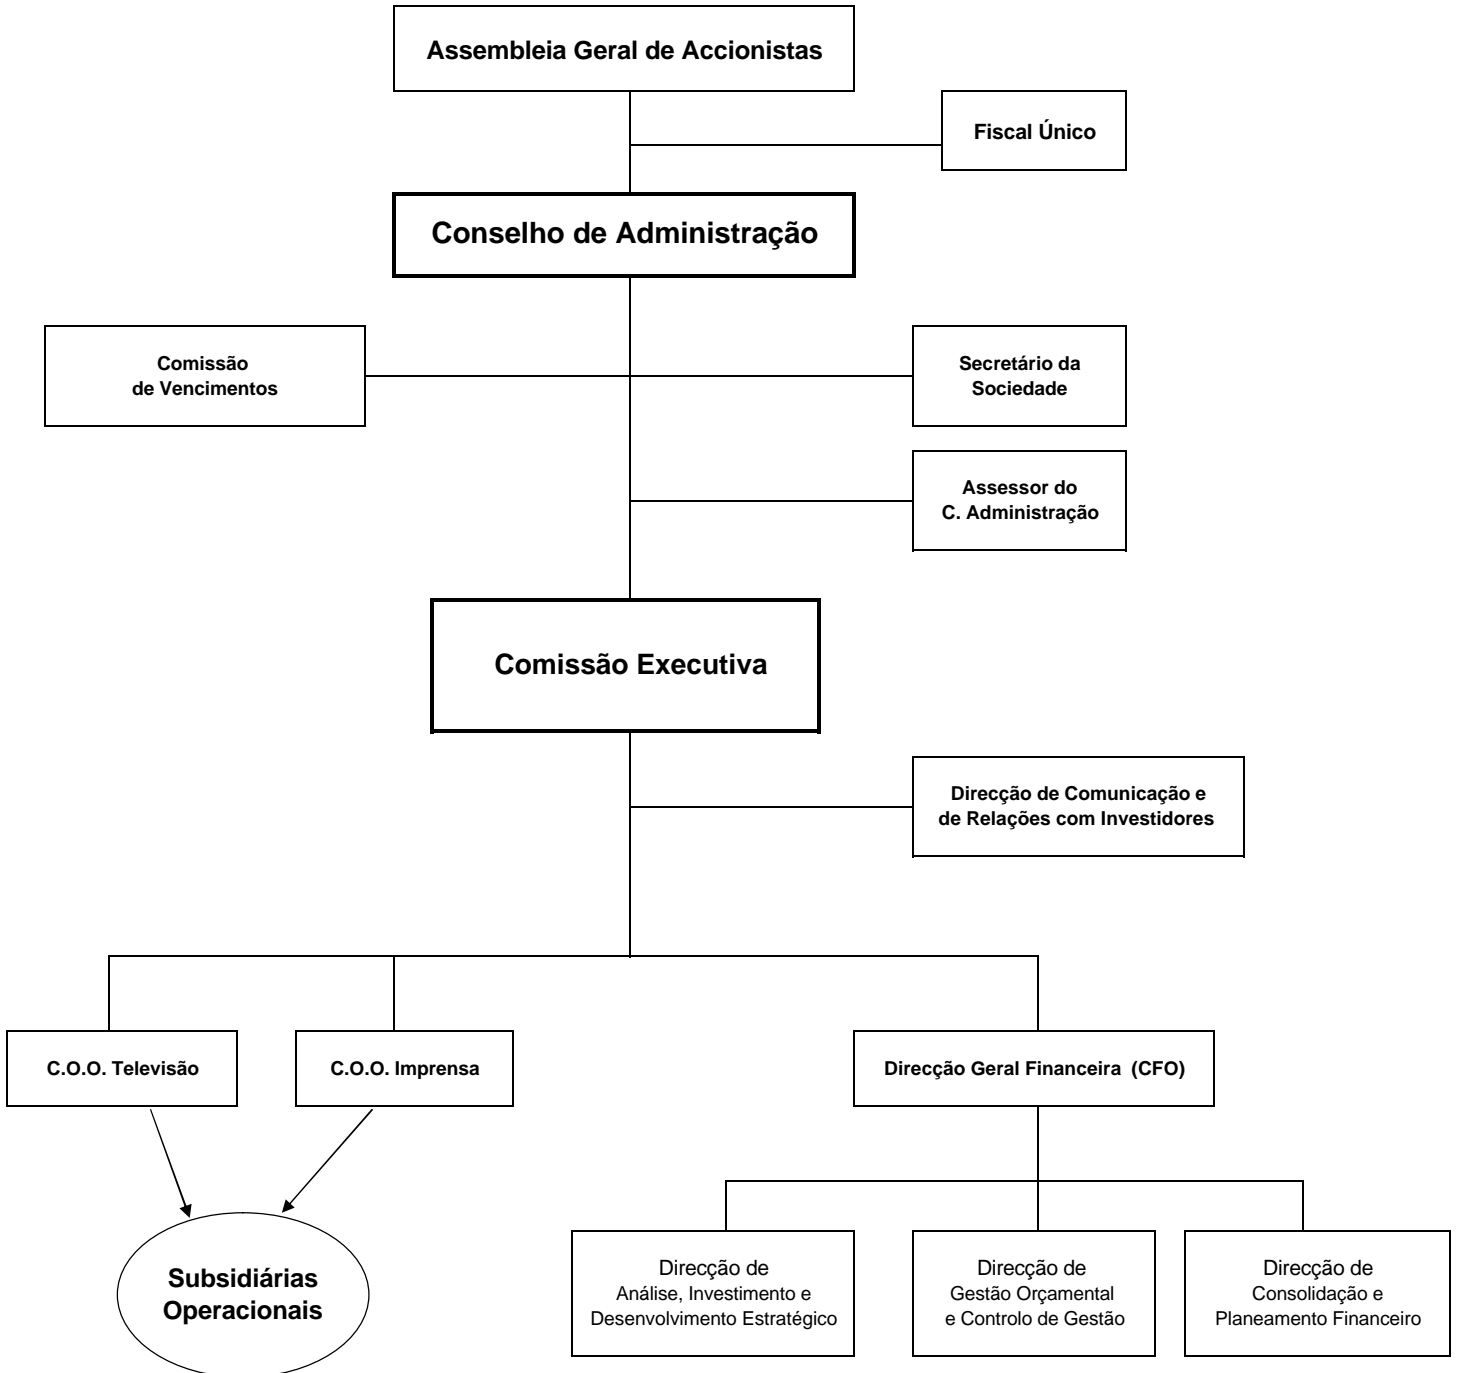 Assembleia Geral de Accionistas
Fiscal Único
Conselho de Administração
Comissão
de Vencimentos
Secretário da
Sociedade
Assessor do
C. Administração
Comissão Executiva
Direcção de Comunicação e
de Relações com Investidores
C.O.O. Televisão
C.O.O. Imprensa
Direcção Geral Financeira (CFO)
Subsidiárias
Operacionais
Direcção de
Análise, Investimento e
Desenvolvimento Estratégico
Direcção de
Gestão Orçamental
e Controlo de Gestão
Direcção de
Consolidação e
Planeamento Financeiro